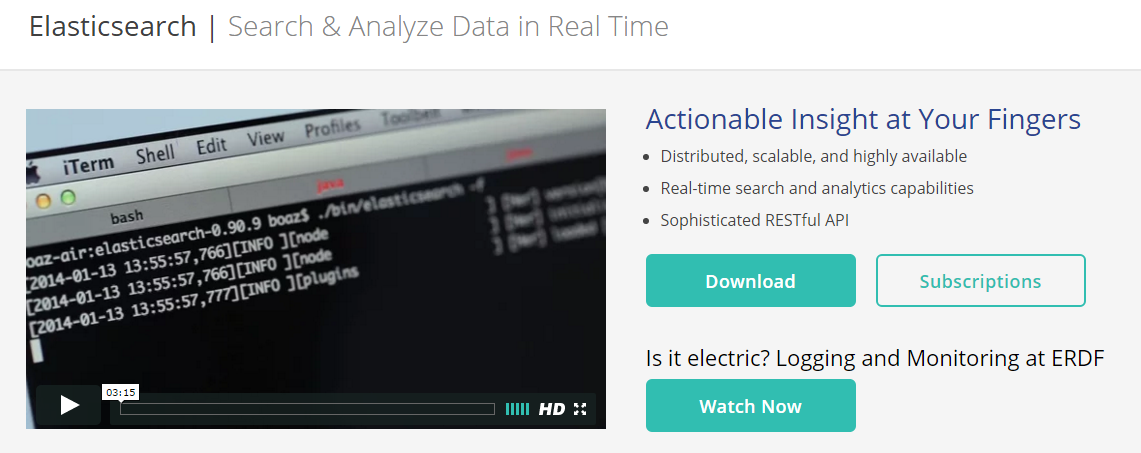 Elasticsearch | Search & Analyze Data in Real Time
iTerm Shell Edit View Profiles Toolbelt
java
java
bash
boaz-air:elasticsearch-0.90.9 boaz$ ./bin/elasticsearch -f
[2014-01-13 13:55:57,766][INFO ][node
[2014-01-13 13:55:57,766][INFO ][node
[2014-01-13 13:55:57,777][INFO ][plugins
03:15
HD
Actionable Insight at Your Fingers
Distributed, scalable, and highly available
Real-time search and analytics capabilities
Sophisticated RESTful API
Download
Subscriptions
Is it electric? Logging and Monitoring at ERDF
Watch Now